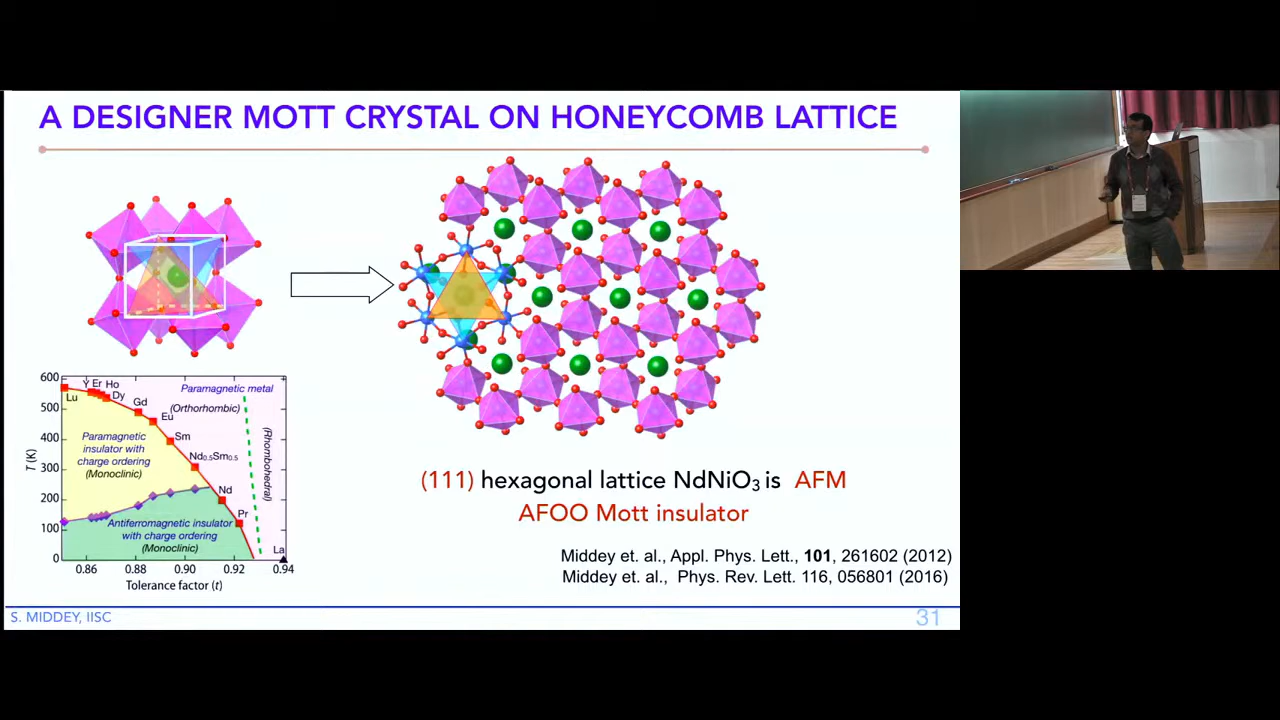 A DESIGNER MOTT CRYSTAL ON HONEYCOMB LATTICE
600
500
400
300
200
100
0
T (K)
0.86
0.88
0.90
0.92
0.94
Tolerance factor (t)
Lu
Y Er Ho
Dy
Gd
Eu
Sm
Nd0.5Sm0.5
Nd
Pr
La
Paramagnetic metal
(Orthorhombic)
(Rhombohedral)
Paramagnetic
insulator with
charge ordering
(Monoclinic)
Antiferromagnetic insulator
with charge ordering
(Monoclinic)
(111) hexagonal lattice NdNiO3 is AFM
AFOO Mott insulator
Middey et. al., Appl. Phys. Lett., 101, 261602 (2012)
Middey et. al., Phys. Rev. Lett. 116, 056801 (2016)
S. MIDDEY, IISC
31